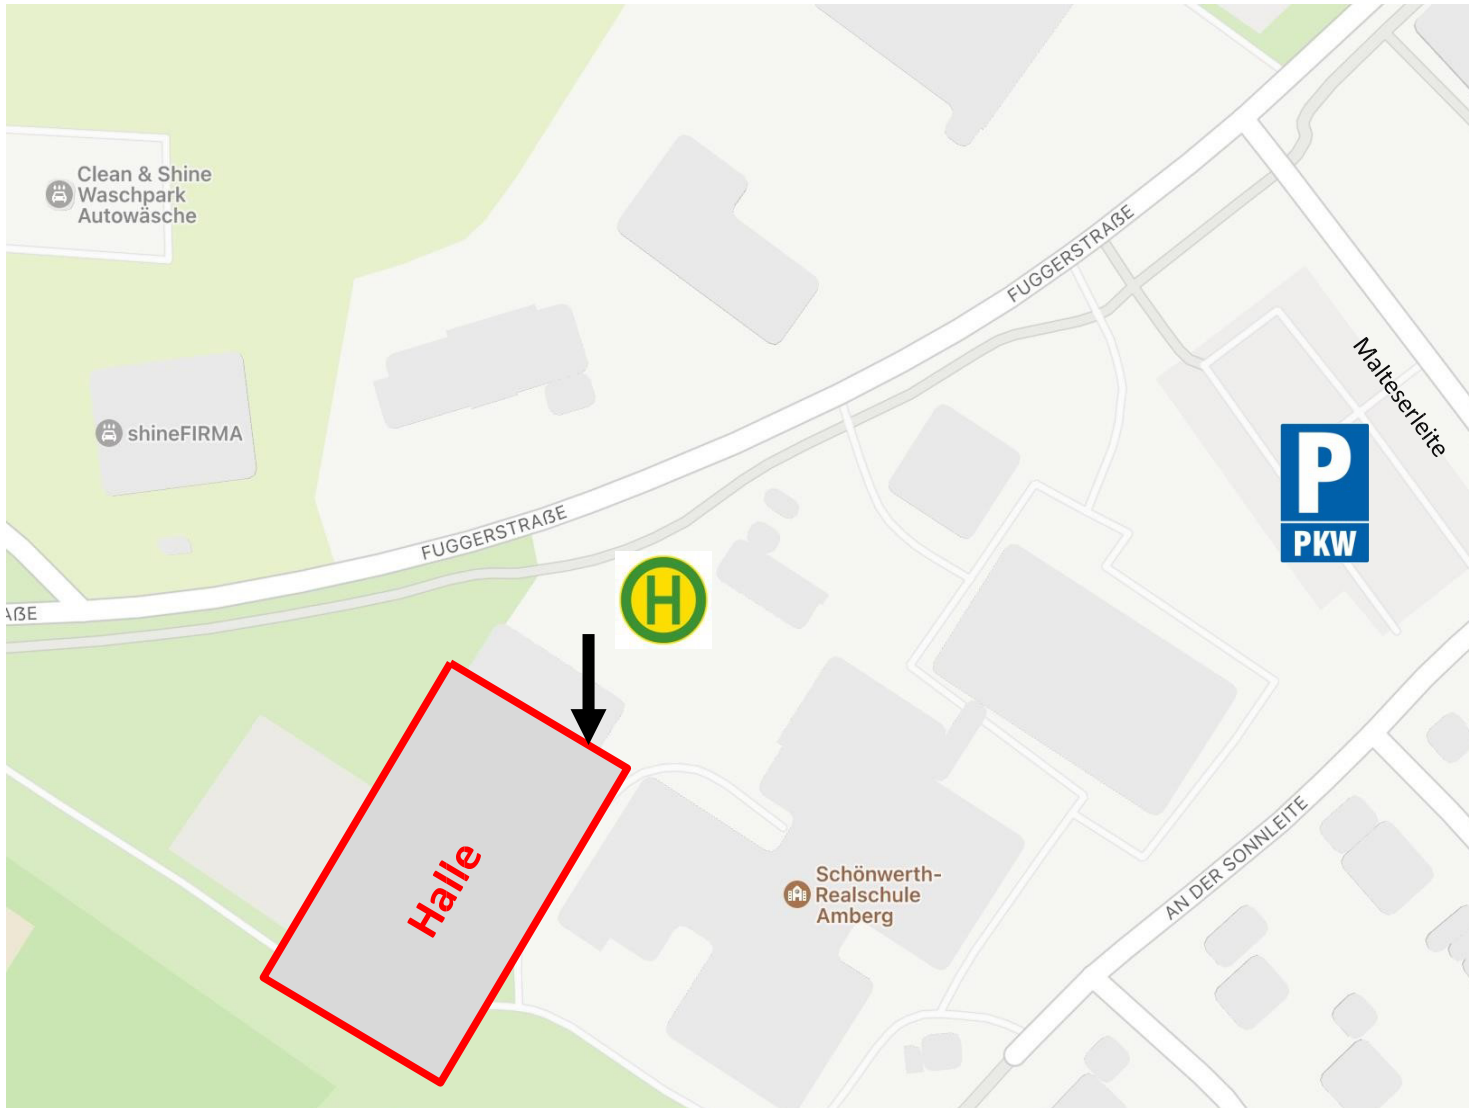 Clean & Shine
Waschpark
Autowäsche
FUGGERSTRAßE
Malteserleite
shineFIRMA
P
PKW
FUGGERSTRAßE
H
AßE
Halle
Schönwerth-
Realschule
Amberg
AN DER SONNLEITE